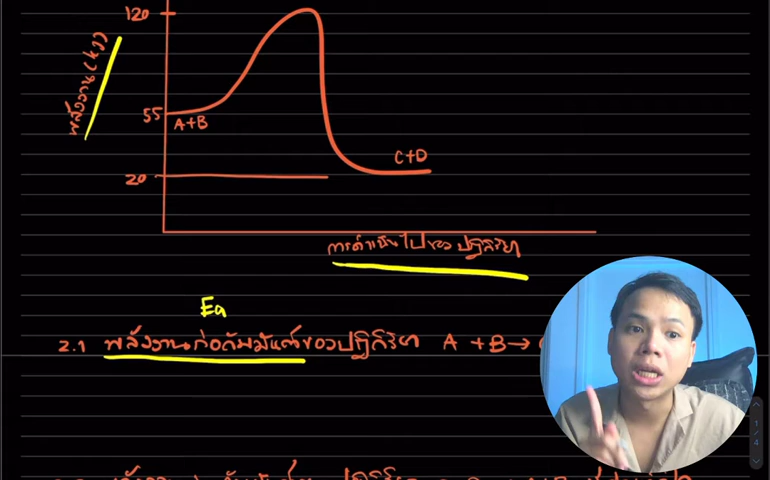 120
พลังงาน (kJ)
55
A+B
C+D
20
การดำเนินไปของปฏิกิริยา
Ea
2.1 พลังงานก่อกัมมันต์ของปฏิกิริยา A + B →
1
4